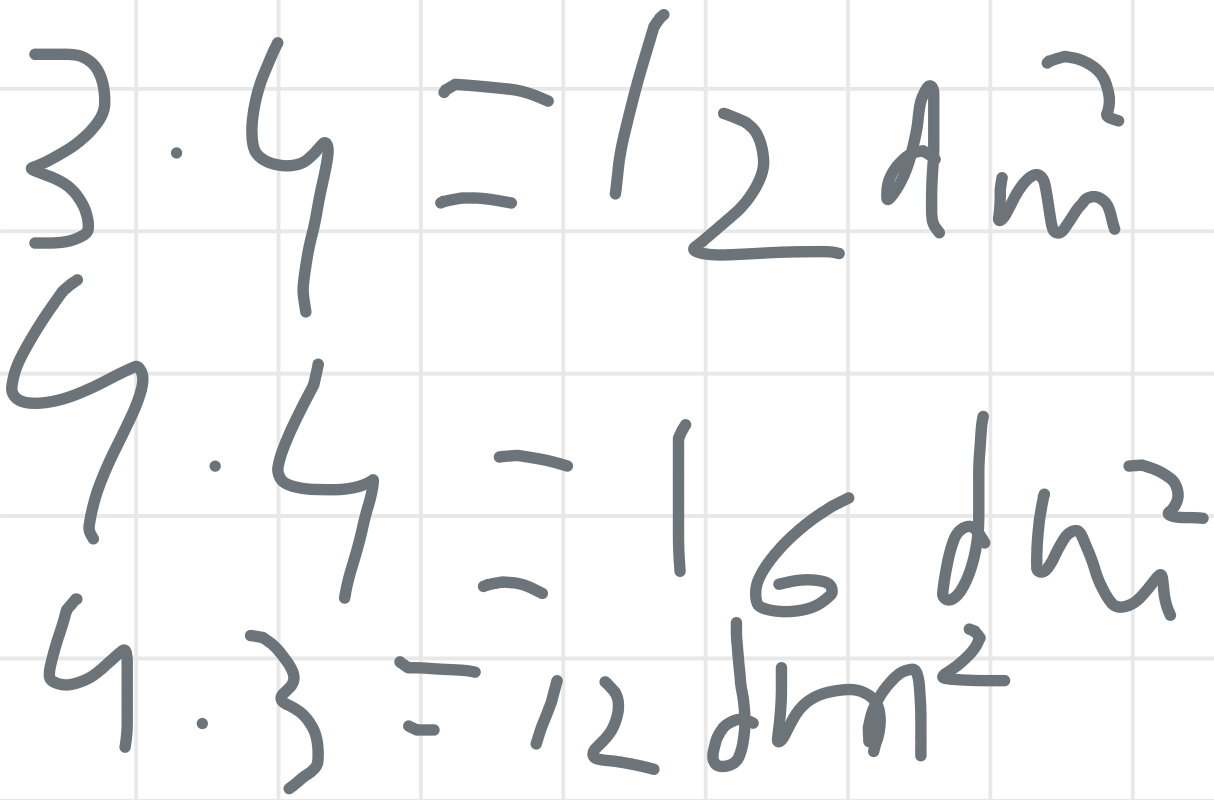 3 · 4 = 12 dm²
4 · 4 = 16 dm²
4 · 3 = 12 dm²